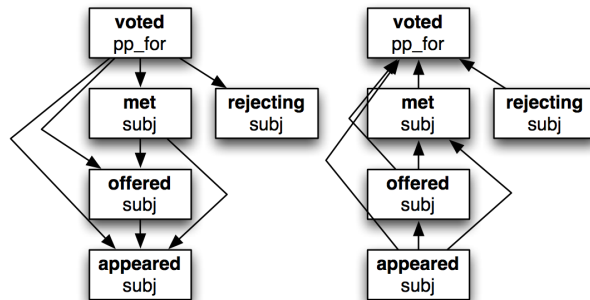 voted
pp_for
met
subj
rejecting
subj
offered
subj
appeared
subj
voted
pp_for
met
subj
rejecting
subj
offered
subj
appeared
subj